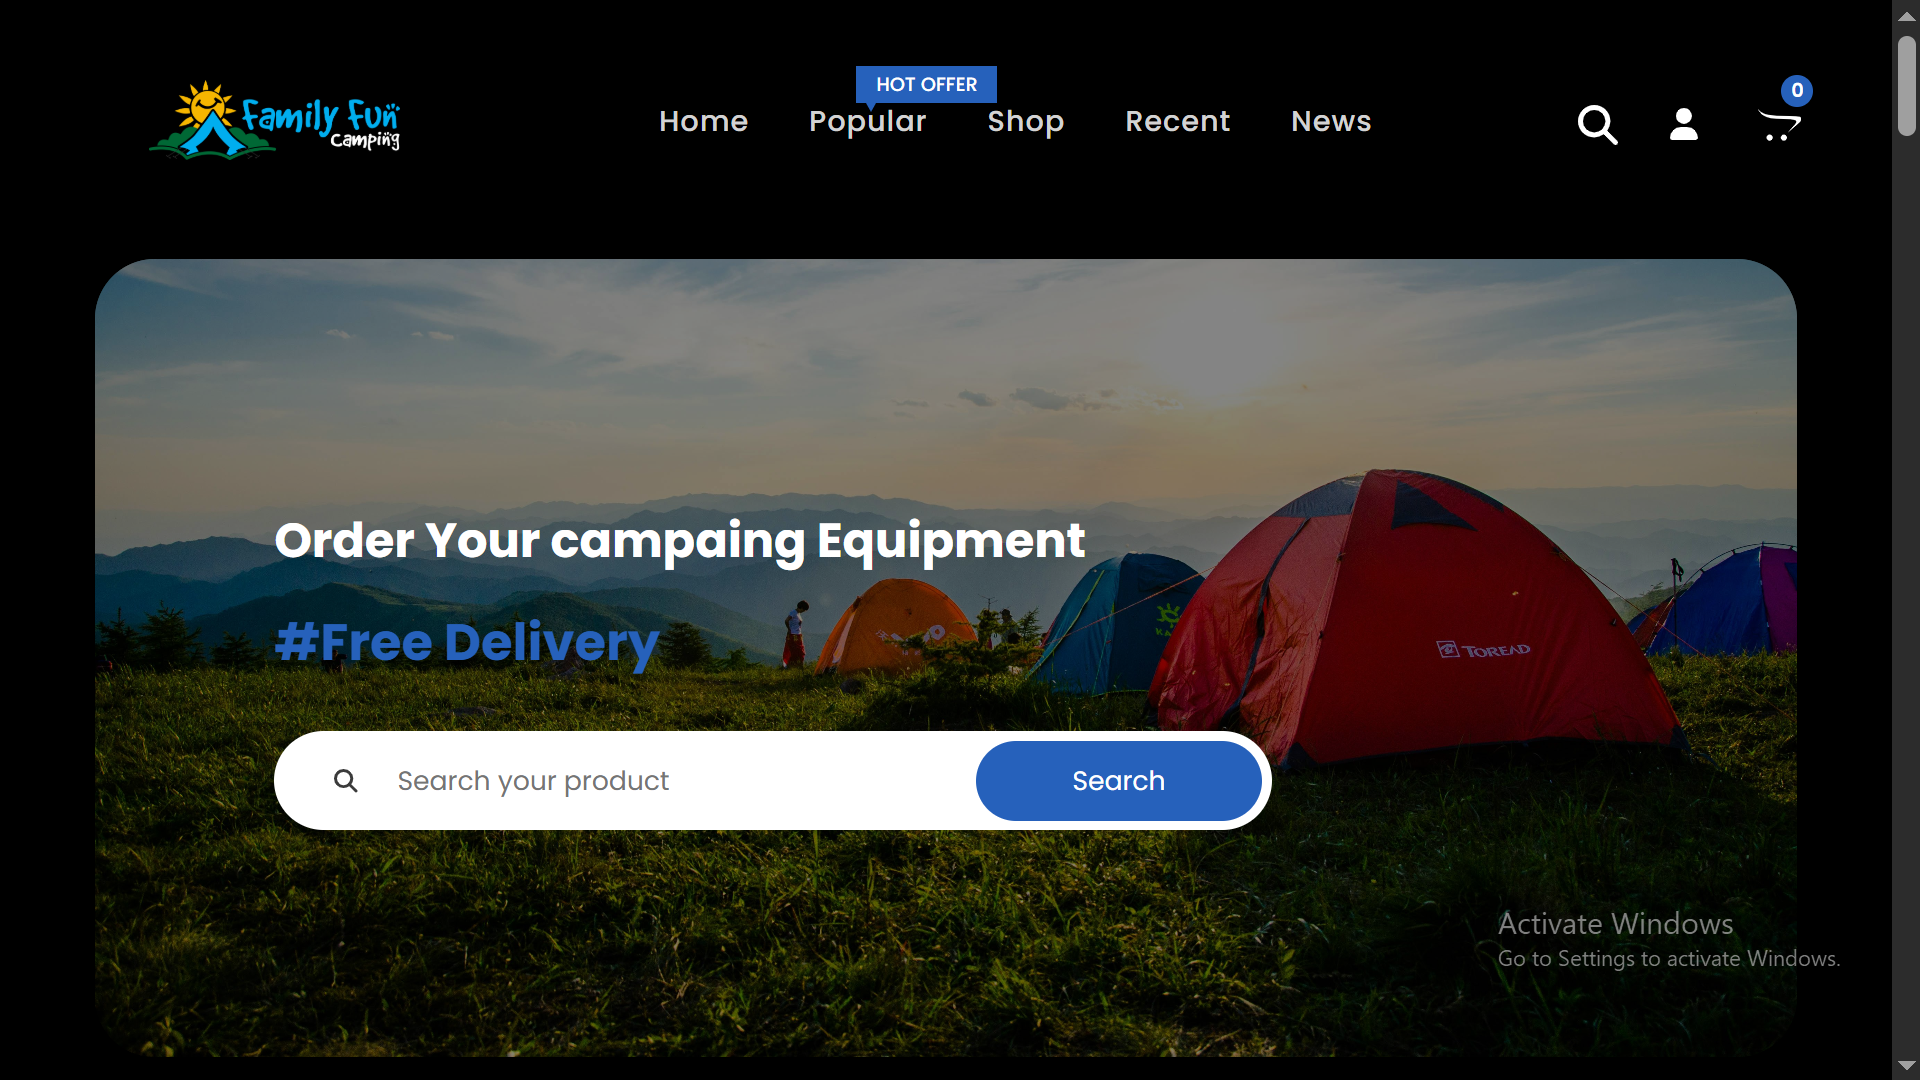 HOT OFFER
0
Family Fun
Camping
Home
Popular
Shop
Recent
News
Order Your campaing Equipment
#Free Delivery
TOREAD
Search your product
Search
Activate Windows
Go to Settings to activate Windows.